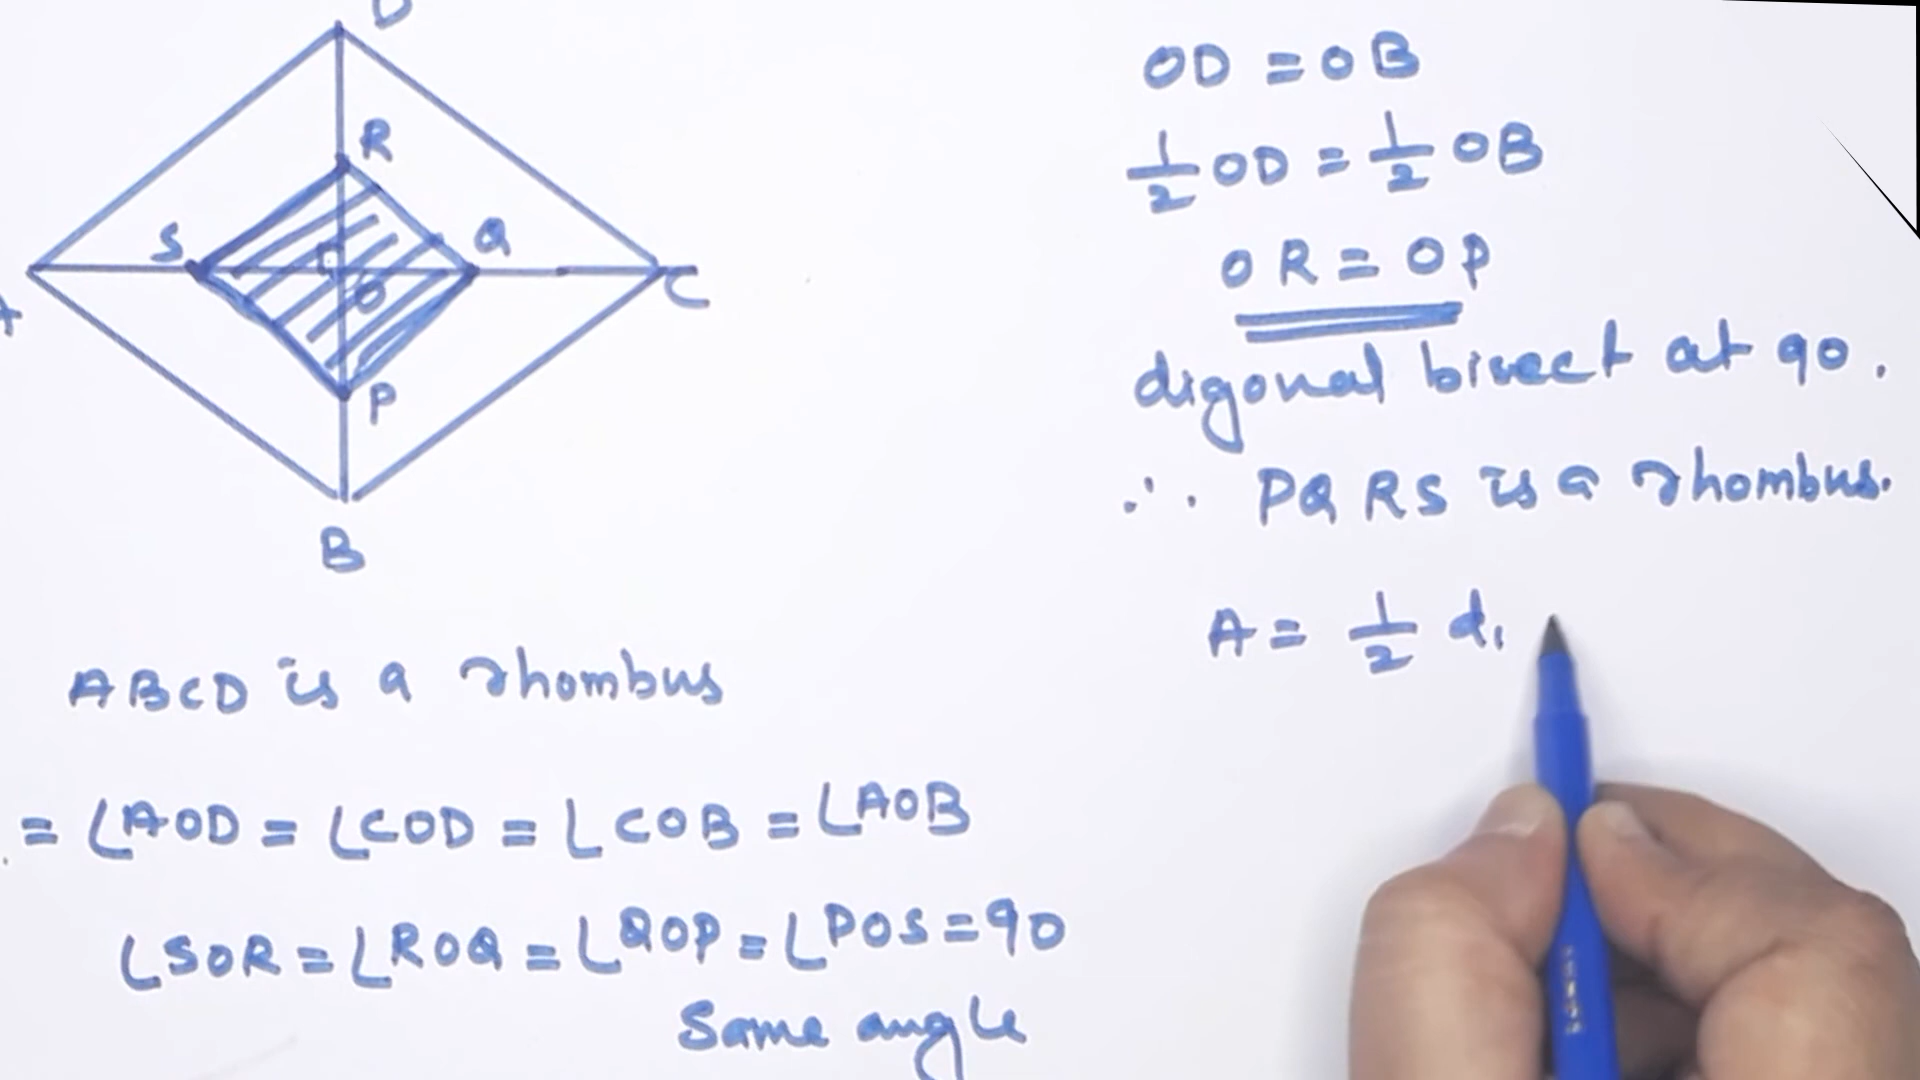 D
R
S
Q
O
A
C
P
B
ABCD is a rhombus
= ∠AOD = ∠COD = ∠COB = ∠AOB
∠SOR = ∠ROQ = ∠QOP = ∠POS = 90
Same angle
OD = OB
1/2 OD = 1/2 OB
OR = OP
digonal bisect at 90.
∴ PQRS is a rhombus.
A = 1/2 d1